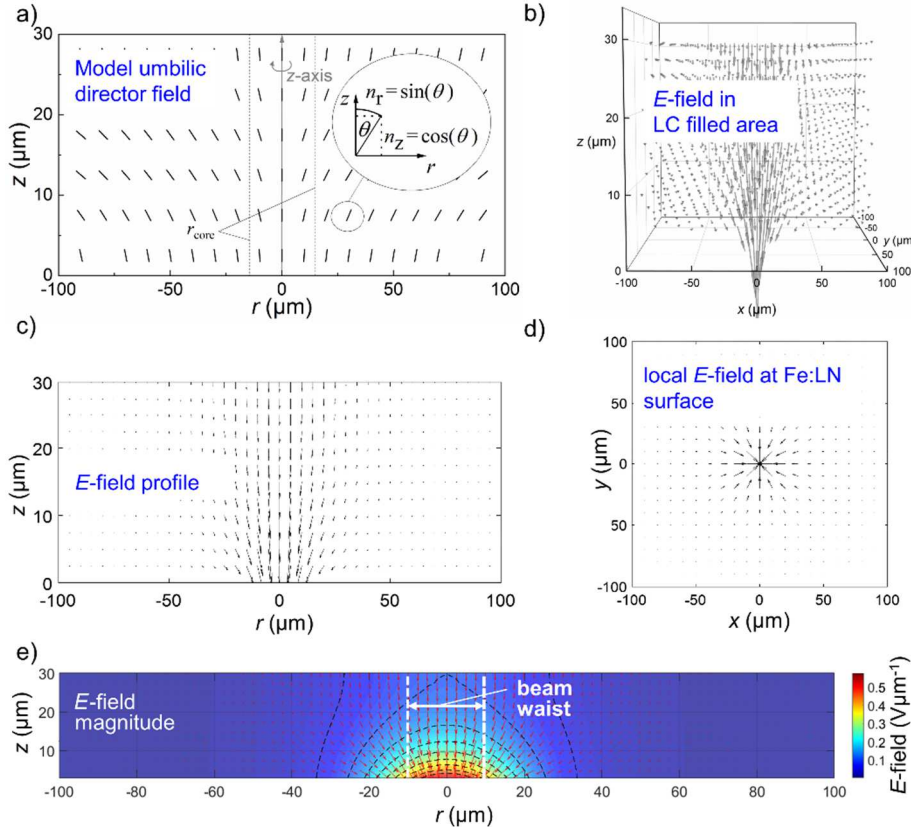 a)
Model umbilic
director field
z-axis
z
n_r=sin(θ)
θ
n_z=cos(θ)
r
r_core
z (µm)
30
20
10
0
-100
-50
0
50
100
r (µm)
b)
E-field in
LC filled area
z (µm)
30
20
10
0
-100
-50
0
50
100
x (µm)
-100
-50
0
50
100
y (µm)
c)
E-field profile
z (µm)
30
20
10
0
-100
-50
0
50
100
r (µm)
d)
local E-field at Fe:LN
surface
y (µm)
100
50
0
-50
-100
-100
-50
0
50
100
x (µm)
e)
E-field
magnitude
beam
waist
z (µm)
30
20
10
-100
-80
-60
-40
-20
0
20
40
60
80
100
r (µm)
0.5
0.4
0.3
0.2
0.1
E-field (Vµm⁻¹)